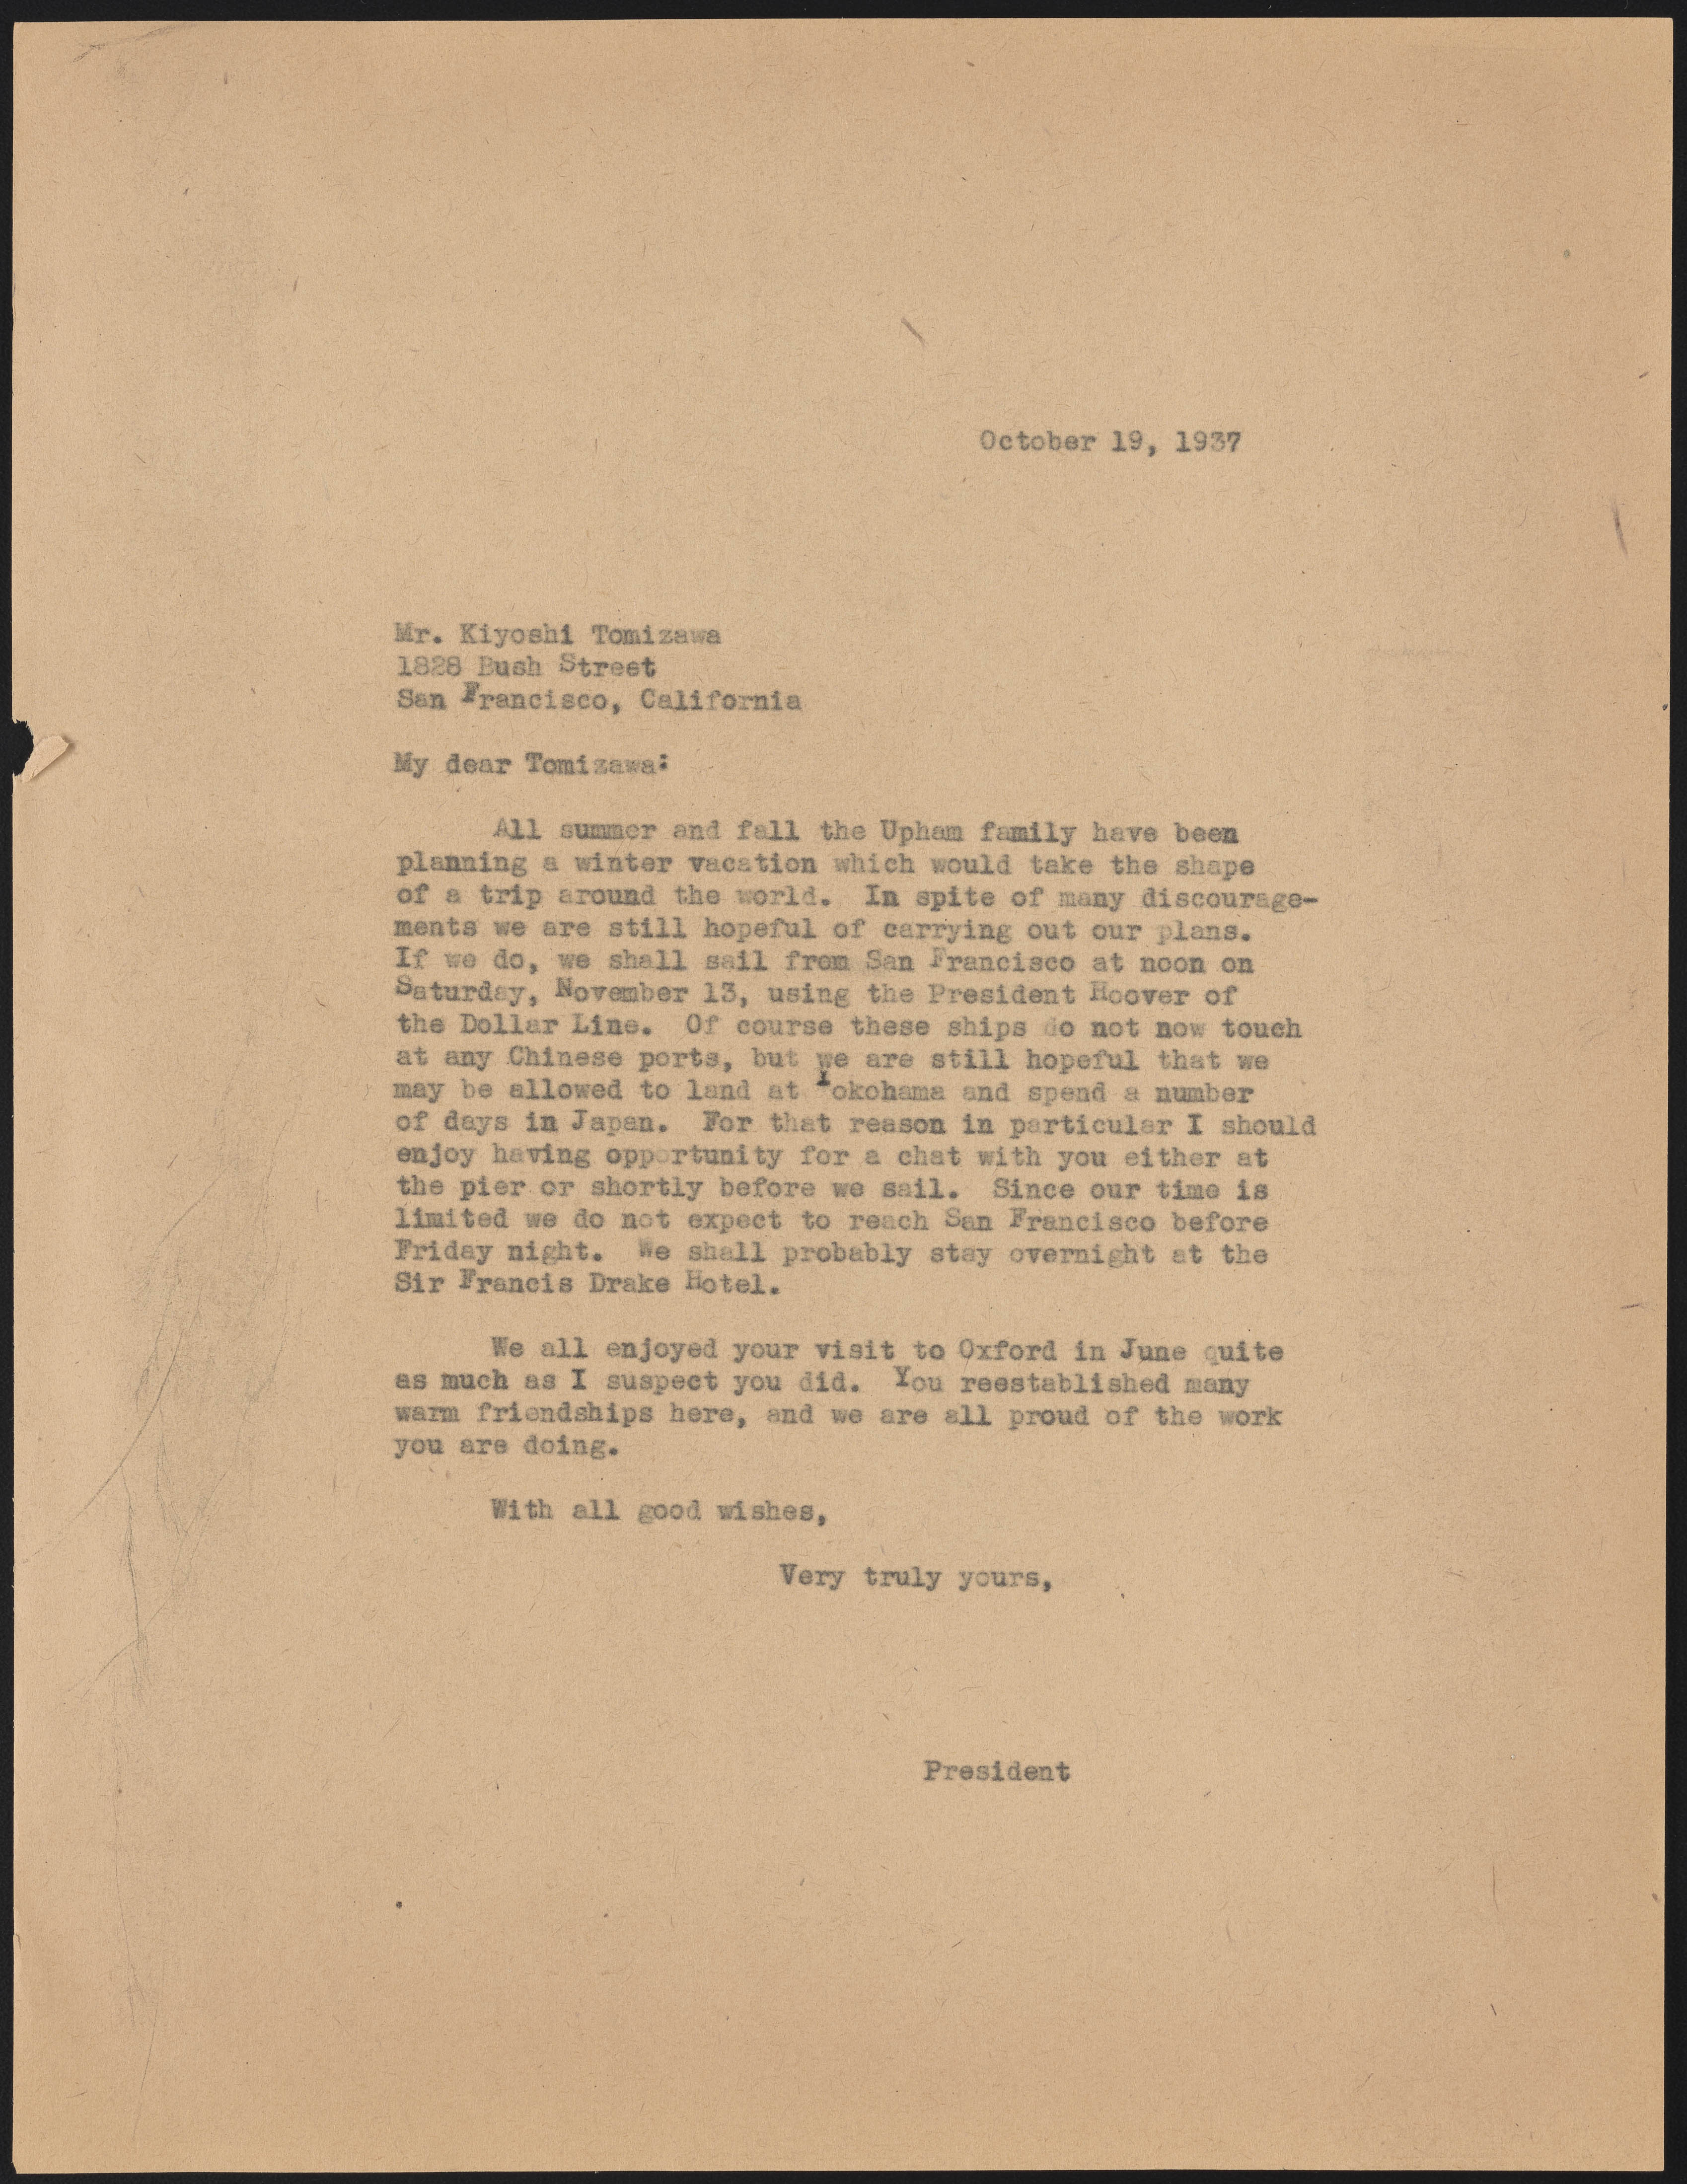 October 19, 1937
Mr. Kiyoshi Tomizawa
1828 Bush Street
San Francisco, California
My dear Tomizawa:
All summer and fall the Upham family have been
planning a winter vacation which would take the shape
of a trip around the world. In spite of many discourage-
ments we are still hopeful of carrying out our plans.
If we do, we shall sail from San Francisco at noon on
Saturday, November 13, using the President Hoover of
the Dollar Line. Of course these ships do not now touch
at any Chinese ports, but we are still hopeful that we
may be allowed to land at Yokohama and spend a number
of days in Japan. For that reason in particular I should
enjoy having opportunity for a chat with you either at
the pier or shortly before we sail. Since our time is
limited we do not expect to reach San Francisco before
Friday night. We shall probably stay overnight at the
Sir Francis Drake Hotel.
We all enjoyed your visit to Oxford in June quite
as much as I suspect you did. You reestablished many
warm friendships here, and we are all proud of the work
you are doing.
With all good wishes,
Very truly yours,
President